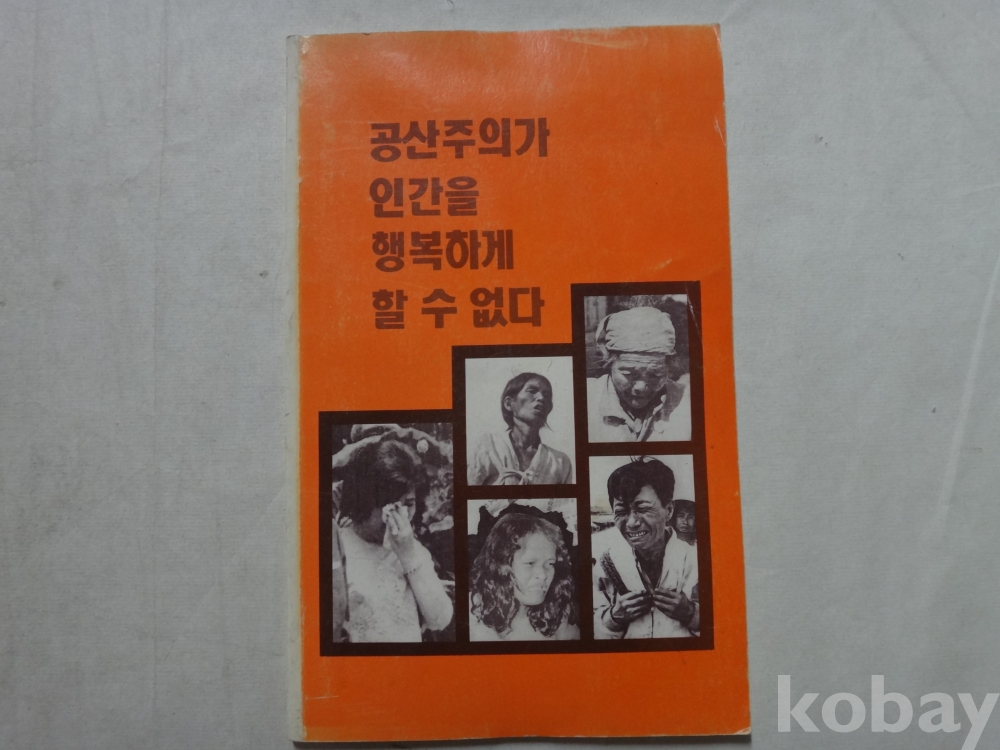 공산주의가
인간을
행복하게
할 수 없다
kobay